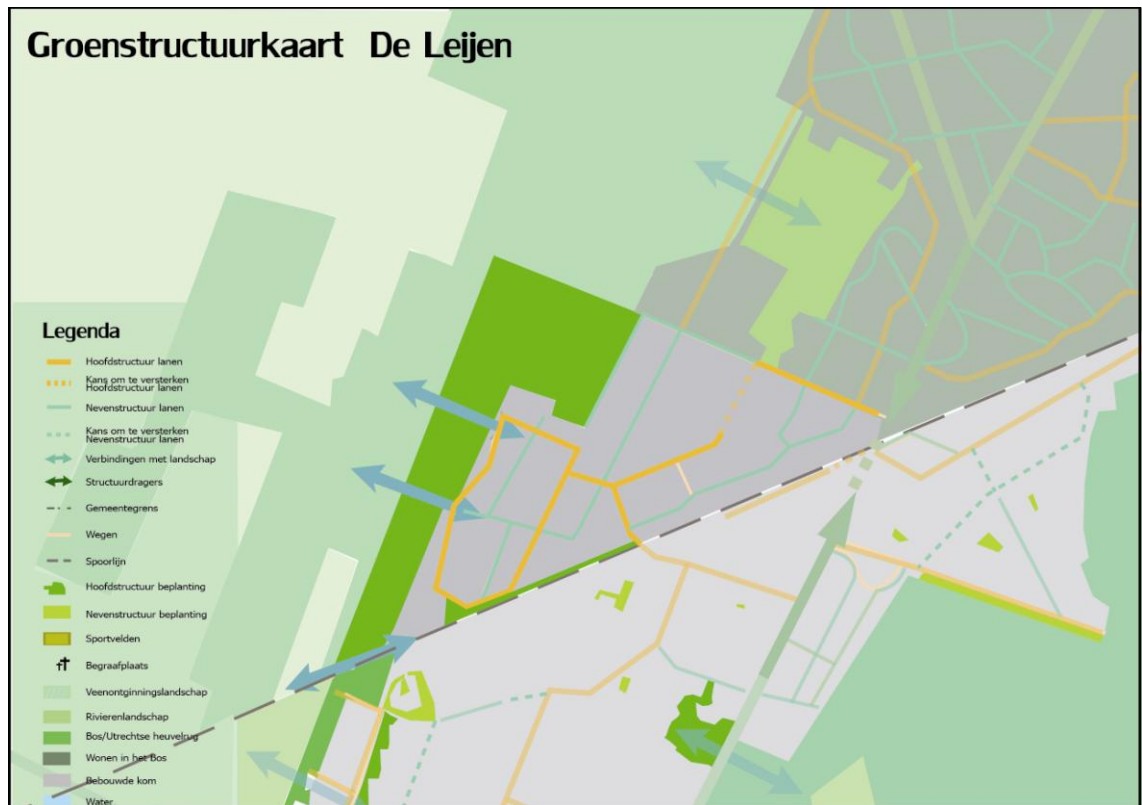 Groenstructuurkaart De Leijen
Legenda
Hoofdstructuur lanen
Kans om te versterken
Hoofdstructuur lanen
Nevenstructuur lanen
Kans om te versterken
Nevenstructuur lanen
Verbindingen met landschap
Structuurdragers
Gemeentegrens
Wegen
Spoorlijn
Hoofdstructuur beplanting
Nevenstructuur beplanting
Sportvelden
Begraafplaats
Veenontginningslandschap
Rivierenlandschap
Bos/Utrechtse heuvelrug
Wonen in het Bos
Bebouwde kom
Water